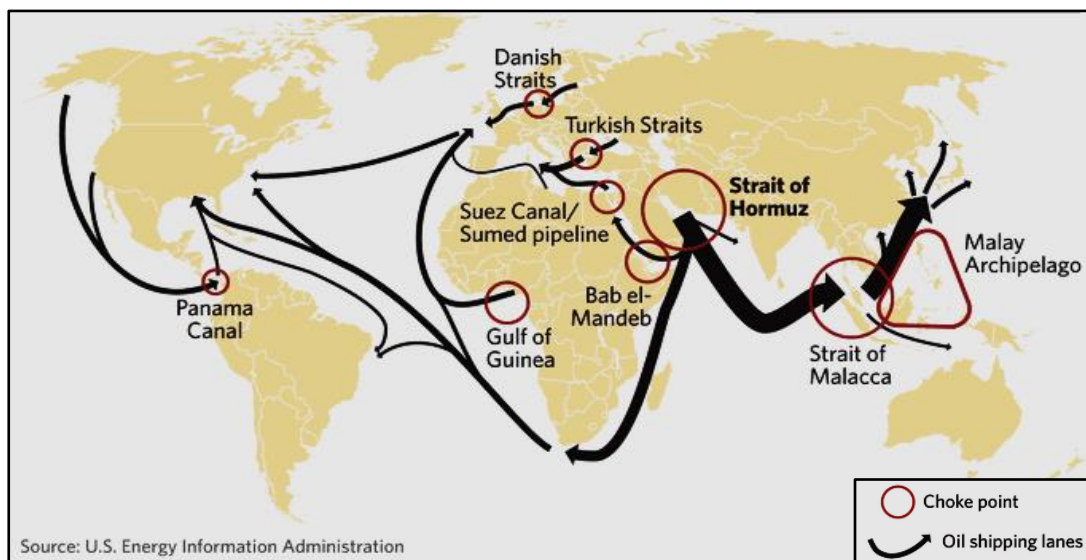 Danish
Straits
Turkish Straits
Strait of
Hormuz
Suez Canal/
Sumed pipeline
Malay
Archipelago
Bab el-
Mandeb
Panama
Canal
Gulf of
Guinea
Strait of
Malacca
Choke point
Oil shipping lanes
Source: U.S. Energy Information Administration